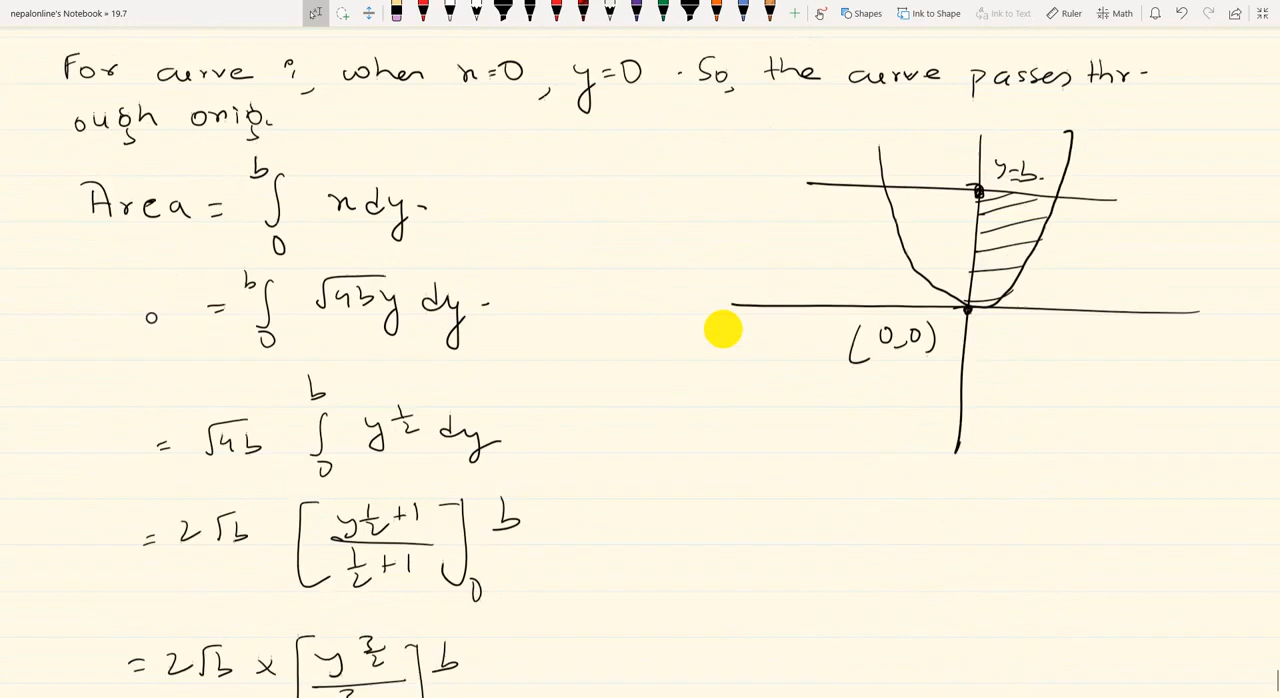 nepalonline's Notebook » 19.7
Shapes Ink to Shape Ink to Text Ruler Math
For curve ;, when x=0, y=0. So, the curve passes thr-
ough orig.
Area = ∫₀ᵇ x dy.
= ∫₀ᵇ √4by dy.
= √4b ∫₀ᵇ y^1/2 dy
= 2√b [y^1/2+1 / 1/2+1]₀ᵇ
= 2√b × [y^3/2 / 3]ᵇ
y=b.
(0,0)